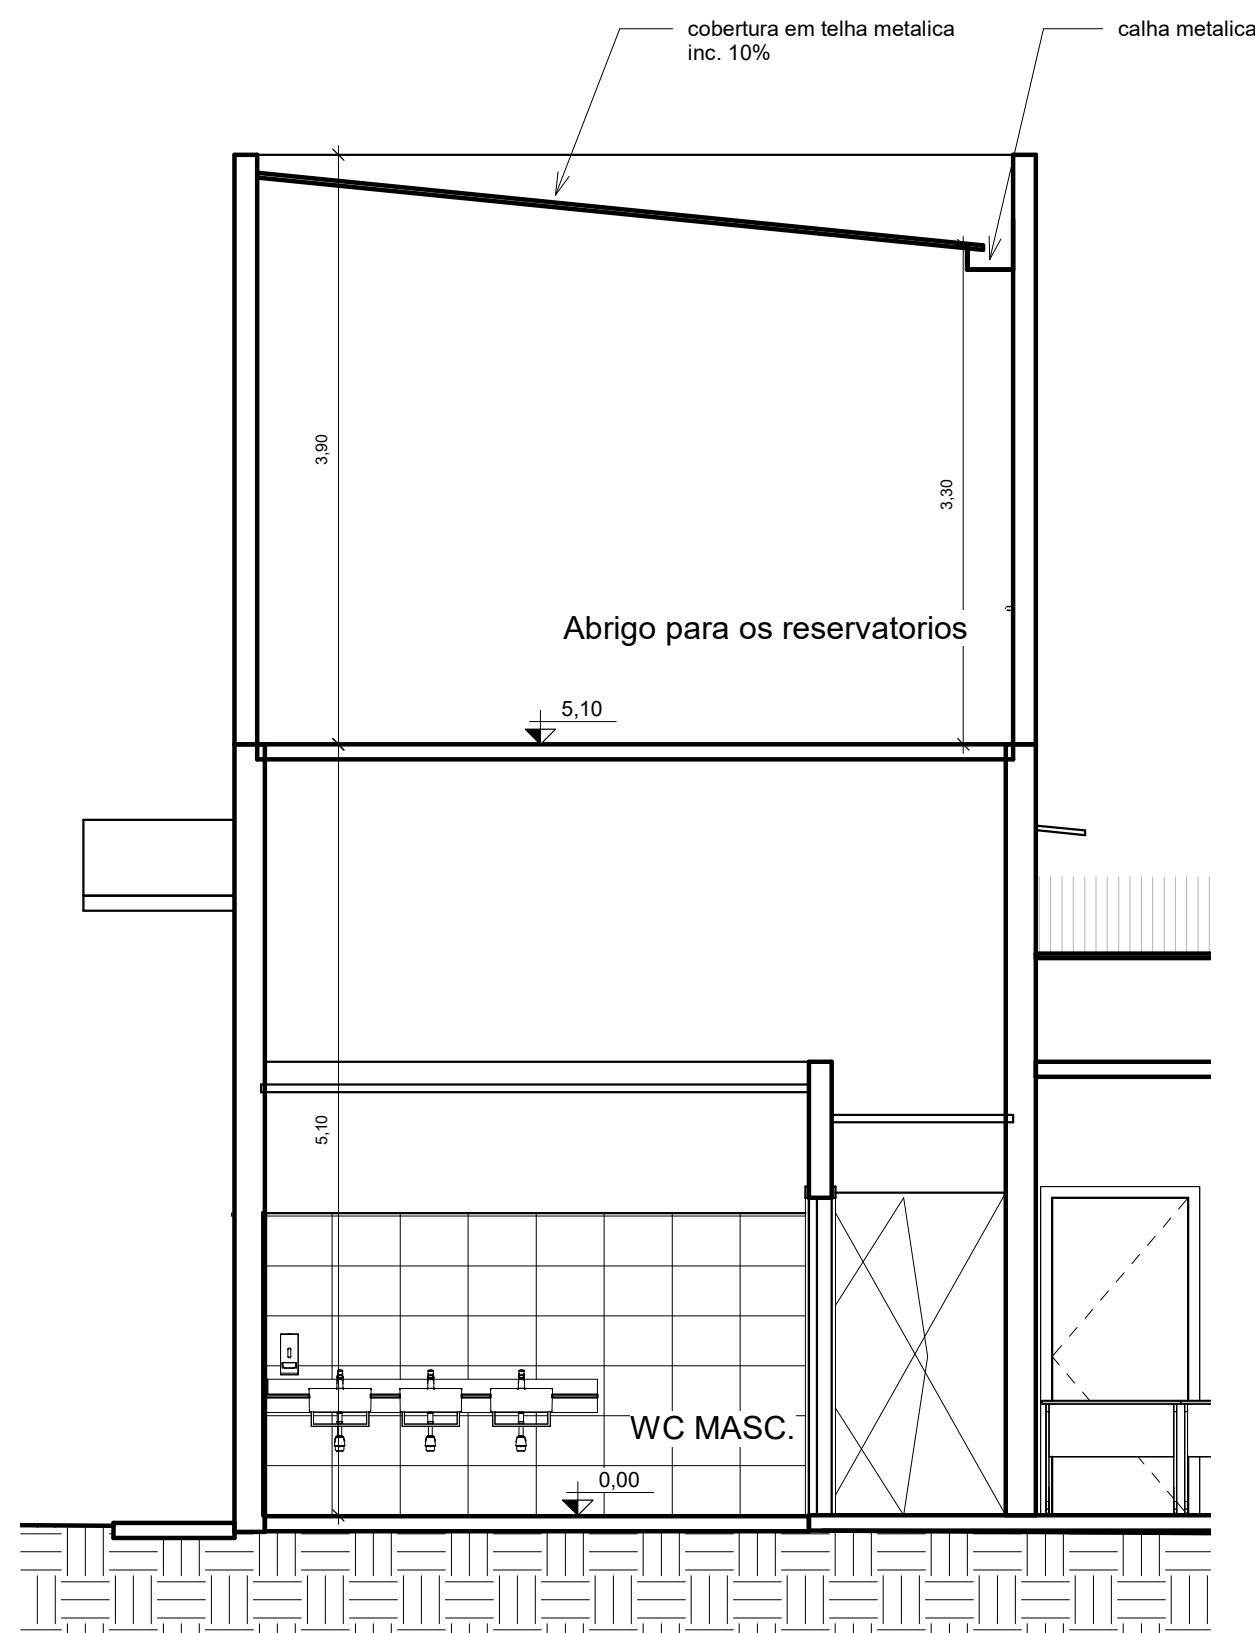 cobertura em telha metalica
inc. 10%
calha metalica
3,90
3,30
Abrigo para os reservatorios
5,10
5,10
WC MASC.
0,00